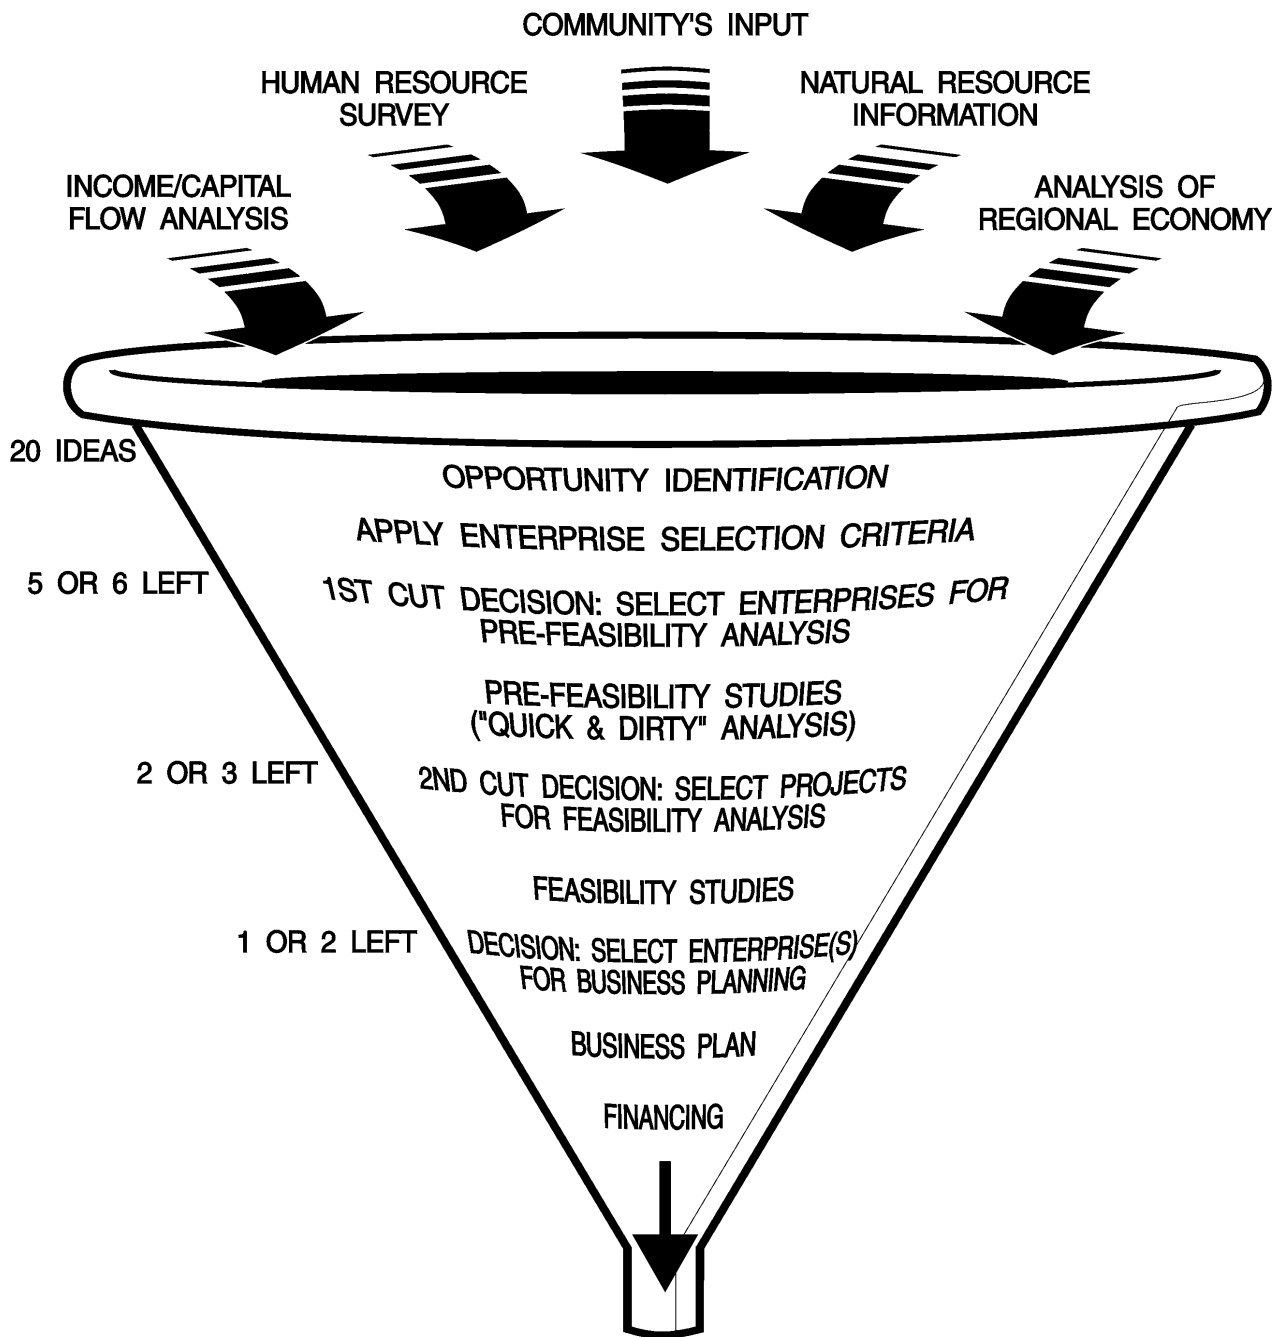 COMMUNITY'S INPUT
HUMAN RESOURCE
SURVEY
NATURAL RESOURCE
INFORMATION
INCOME/CAPITAL
FLOW ANALYSIS
ANALYSIS OF
REGIONAL ECONOMY
20 IDEAS
OPPORTUNITY IDENTIFICATION
APPLY ENTERPRISE SELECTION CRITERIA
5 OR 6 LEFT
1ST CUT DECISION: SELECT ENTERPRISES FOR
PRE-FEASIBILITY ANALYSIS
PRE-FEASIBILITY STUDIES
("QUICK & DIRTY" ANALYSIS)
2 OR 3 LEFT
2ND CUT DECISION: SELECT PROJECTS
FOR FEASIBILITY ANALYSIS
FEASIBILITY STUDIES
1 OR 2 LEFT
DECISION: SELECT ENTERPRISE(S)
FOR BUSINESS PLANNING
BUSINESS PLAN
FINANCING